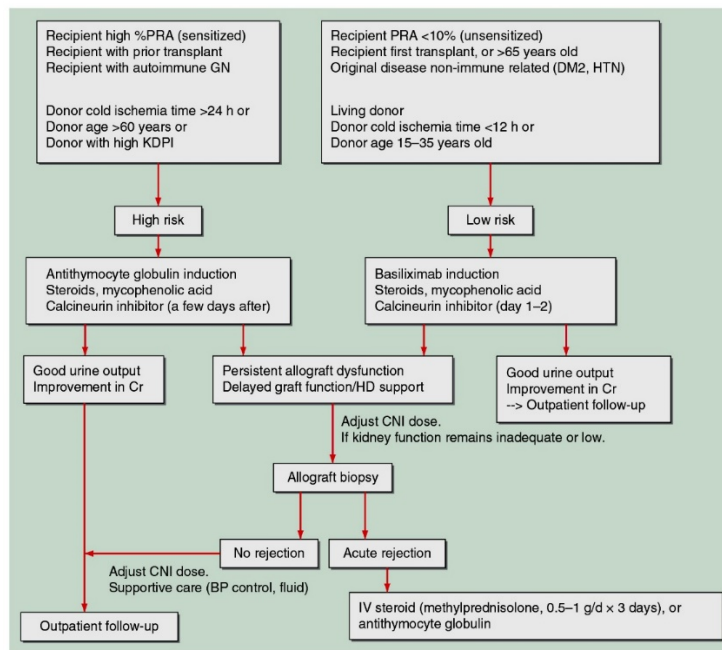 Recipient high %PRA (sensitized)
Recipient with prior transplant
Recipient with autoimmune GN
Donor cold ischemia time >24 h or
Donor age >60 years or
Donor with high KDPI
Recipient PRA <10% (unsensitized)
Recipient first transplant, or >65 years old
Original disease non-immune related (DM2, HTN)
Living donor
Donor cold ischemia time <12 h or
Donor age 15–35 years old
High risk
Low risk
Antithymocyte globulin induction
Steroids, mycophenolic acid
Calcineurin inhibitor (a few days after)
Basiliximab induction
Steroids, mycophenolic acid
Calcineurin inhibitor (day 1–2)
Good urine output
Improvement in Cr
Persistent allograft dysfunction
Delayed graft function/HD support
Good urine output
Improvement in Cr
--> Outpatient follow-up
Adjust CNI dose.
If kidney function remains inadequate or low.
Allograft biopsy
No rejection
Acute rejection
Adjust CNI dose.
Supportive care (BP control, fluid)
Outpatient follow-up
IV steroid (methylprednisolone, 0.5–1 g/d × 3 days), or
antithymocyte globulin